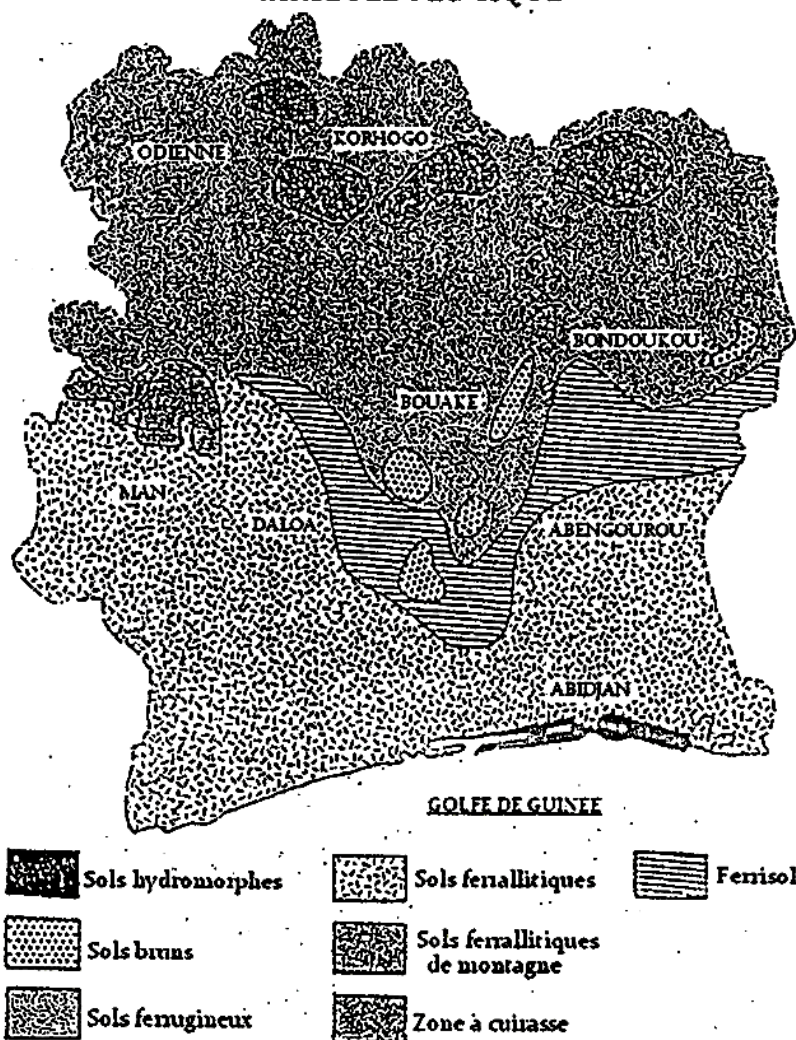 KORHOGO
ODIENNE
BONDOUKOU
BOUAKE
MAN
DALOA
ABENGOUROU
ABIDJAN
GOLFE DE GUINEE
Sols hydromorphes
Sols ferrallitiques
Ferrisol
Sols bruns
Sols ferrallitiques
de montagne
Sols ferrugineux
Zone à cuirasse